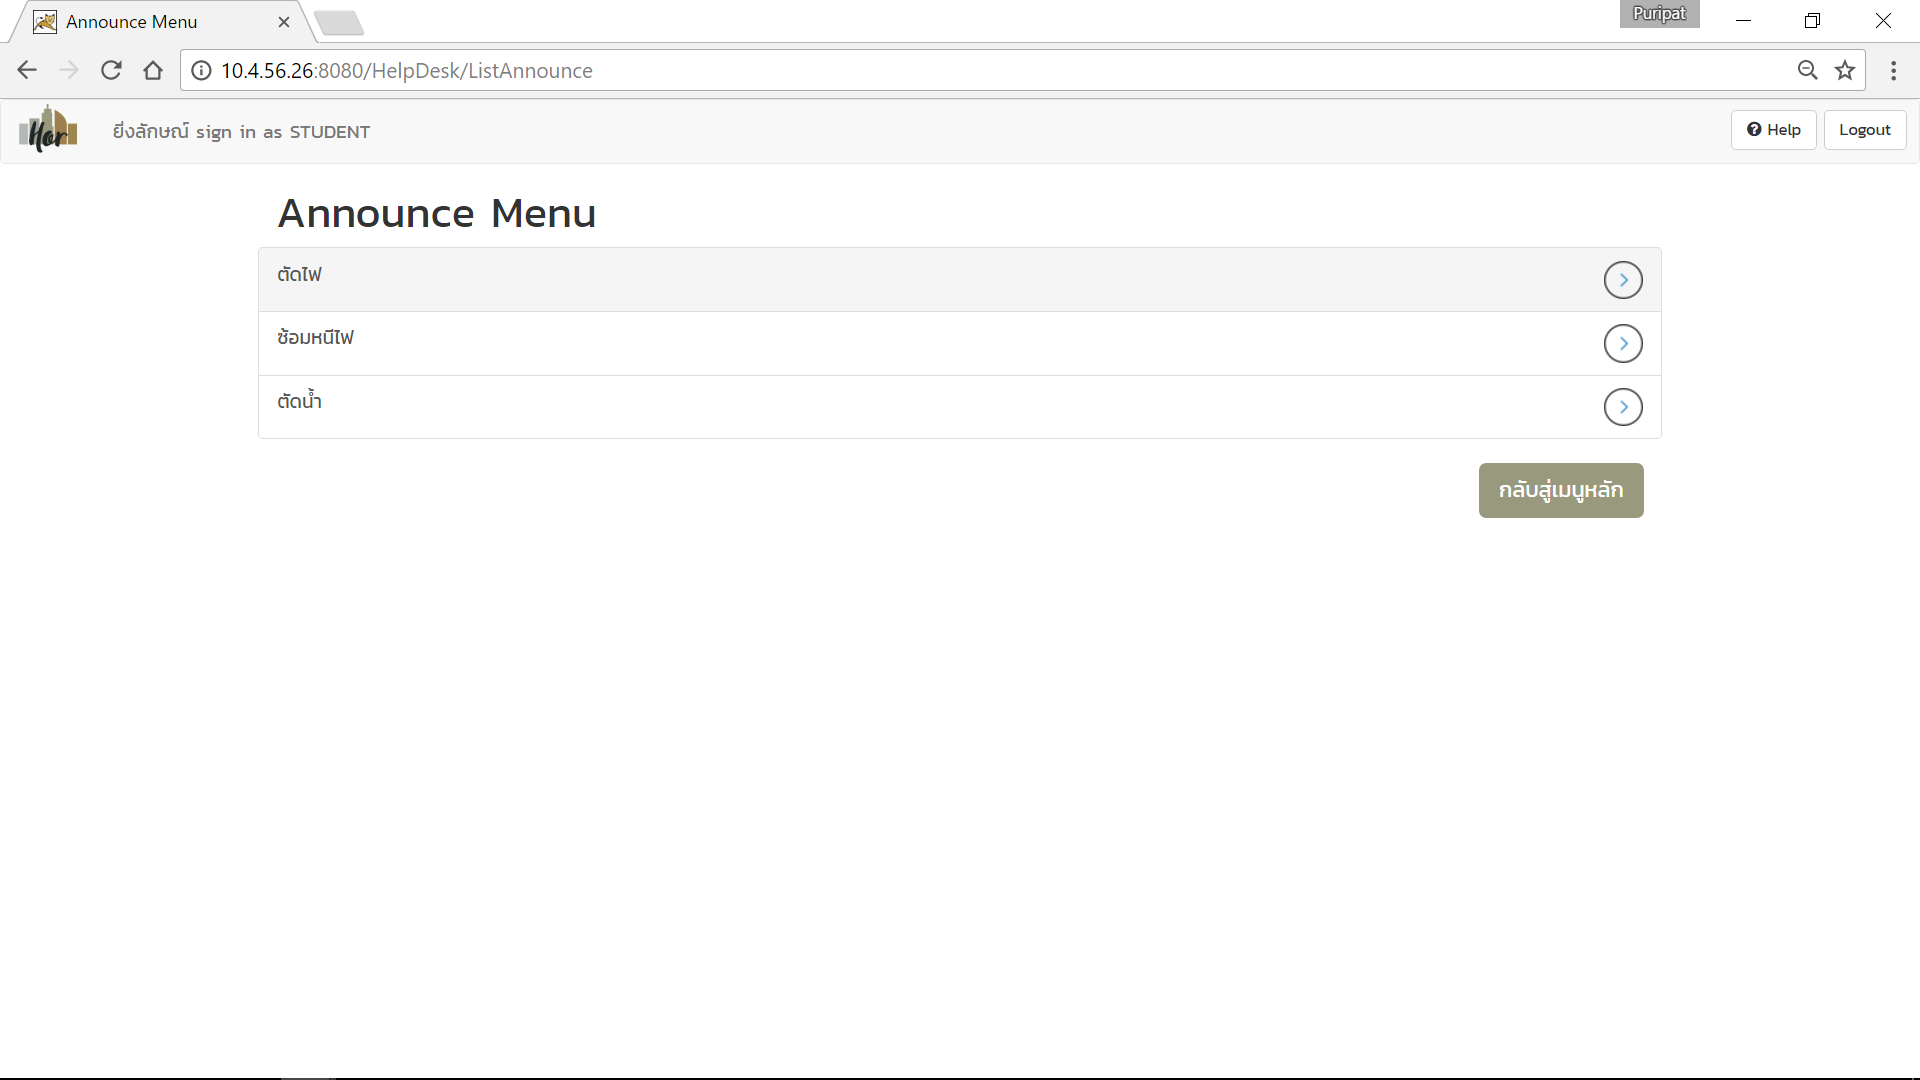 Announce Menu
Puripat
10.4.56.26:8080/HelpDesk/ListAnnounce
Hor
ยิ่งลักษณ์ sign in as STUDENT
Help
Logout
Announce Menu
ตัดไฟ
ซ้อมหนีไฟ
ตัดน้ำ
กลับสู่เมนูหลัก